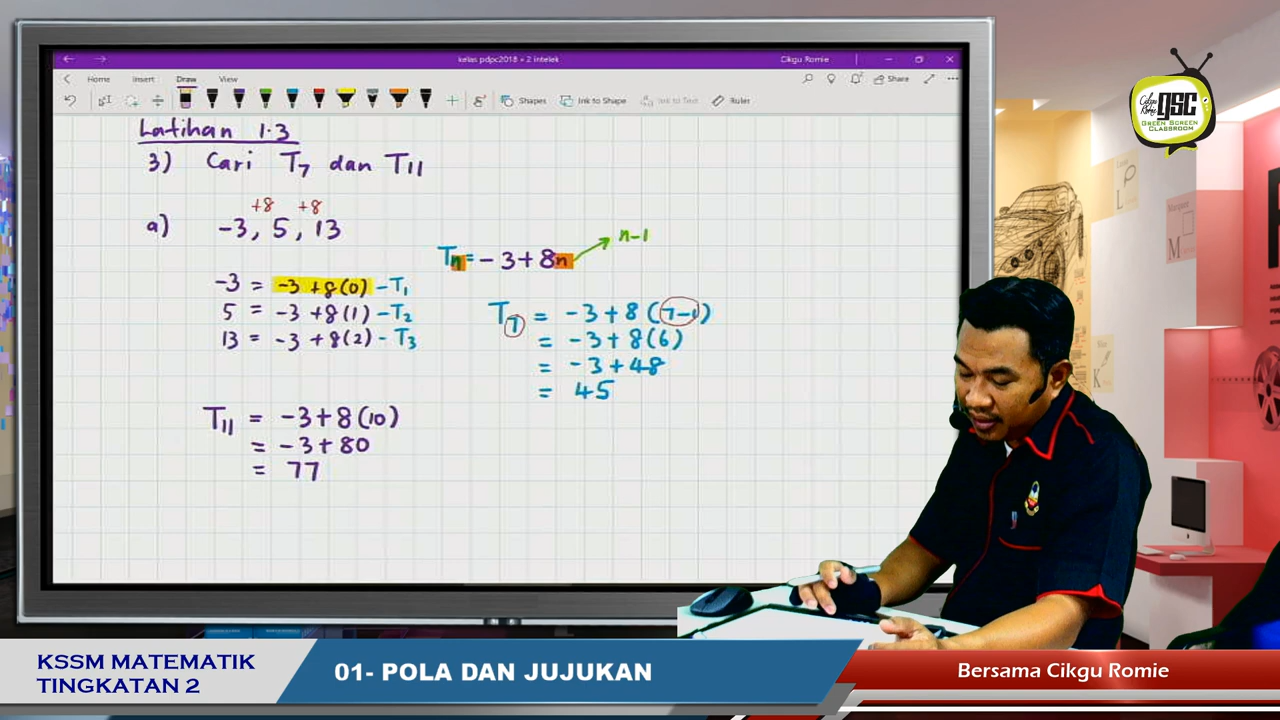 kelas pdpc2018 » 2 intelek
Cikgu Romie
Home Insert Draw View
Share
Shapes Ink to Shape Ink to Text Ruler
Latihan 1.3
3) Cari T7 dan T11
+8 +8
a) -3, 5, 13
n-1
Tn = -3+8n
-3 = -3 +8(0) - T1
5 = -3 +8(1) - T2
13 = -3 +8(2) - T3
T7 = -3+8(7-1)
= -3+8(6)
= -3+48
= 45
T11 = -3+8(10)
= -3+80
= 77
Cikgu Romie GSC
GREEN SCREEN
CLASSROOM
L
M
K
KSSM MATEMATIK
TINGKATAN 2
01- POLA DAN JUJUKAN
Bersama Cikgu Romie